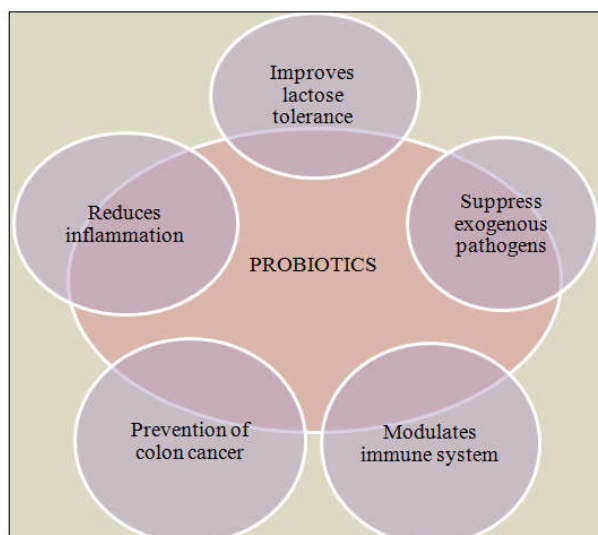 Improves
lactose
tolerance
Reduces
inflammation
Suppress
exogenous
pathogens
PROBIOTICS
Prevention of
colon cancer
Modulates
immune system